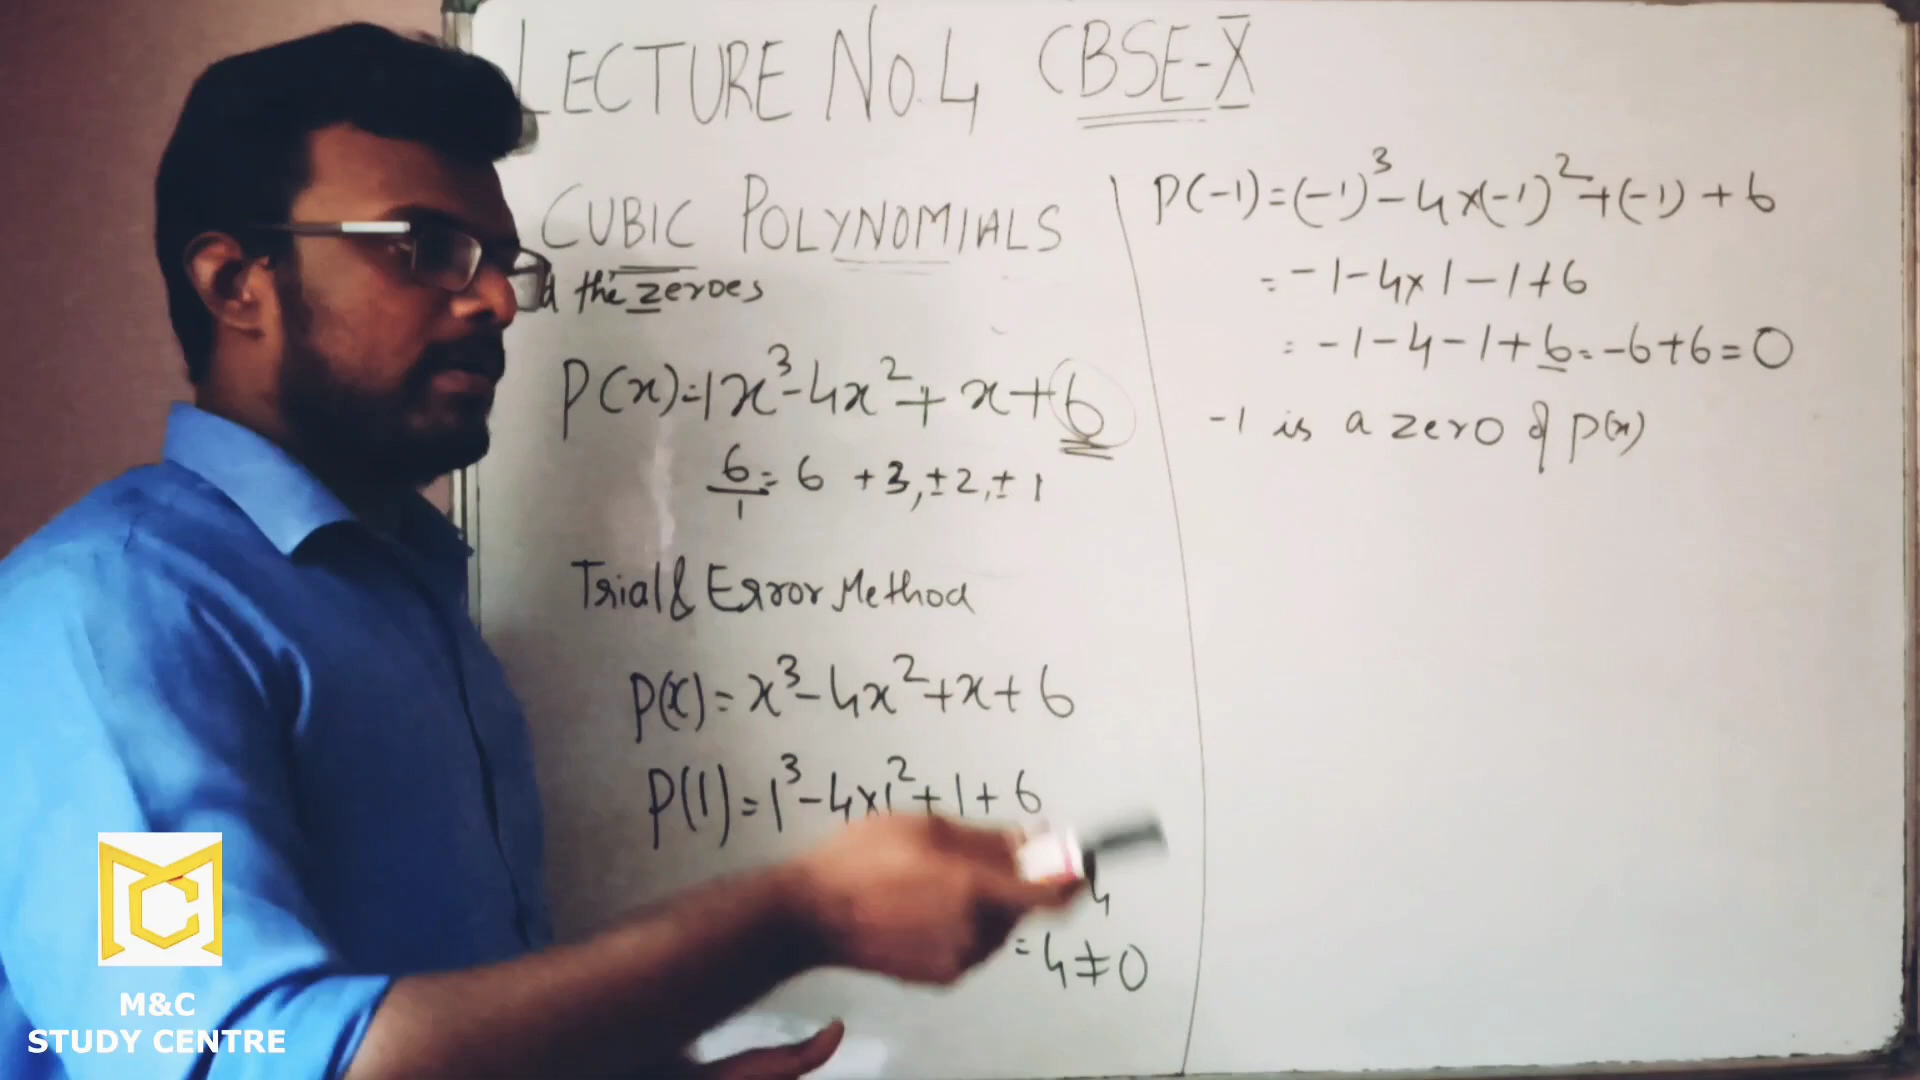 LECTURE No.4 CBSE-X
CUBIC POLYNOMIALS
the zeroes
P(x)=1x³-4x²+x+6
6/1=6 +3,±2,±1
Trial & Error Method
P(x)=x³-4x²+x+6
P(1)=1³-4x1²+1+6
4
=4≠0
P(-1)=(-1)³-4x(-1)²+(-1)+6
=-1-4x1-1+6
=-1-4-1+6=-6+6=0
-1 is a zero of P(x)
M&C
STUDY CENTRE